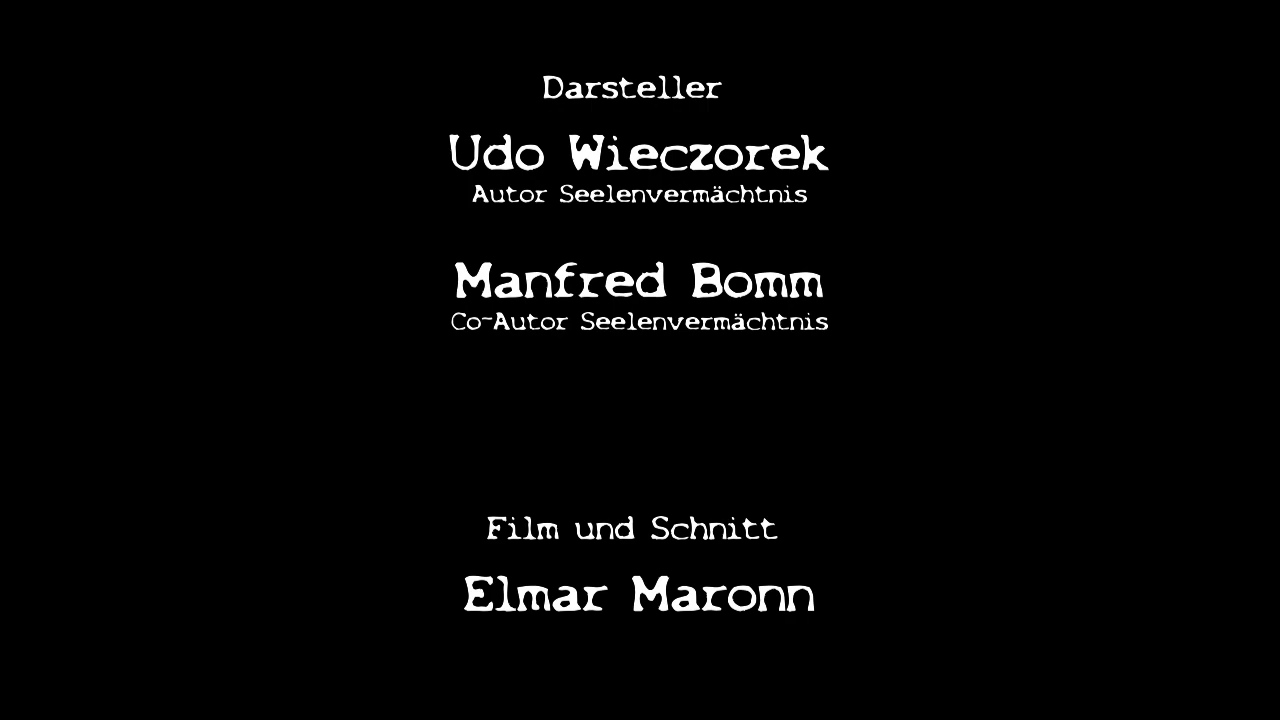 Darsteller
Udo Wieczorek
Autor Seelenvermächtnis
Manfred Bomm
Co-Autor Seelenvermächtnis
Film und Schnitt
Elmar Maronn